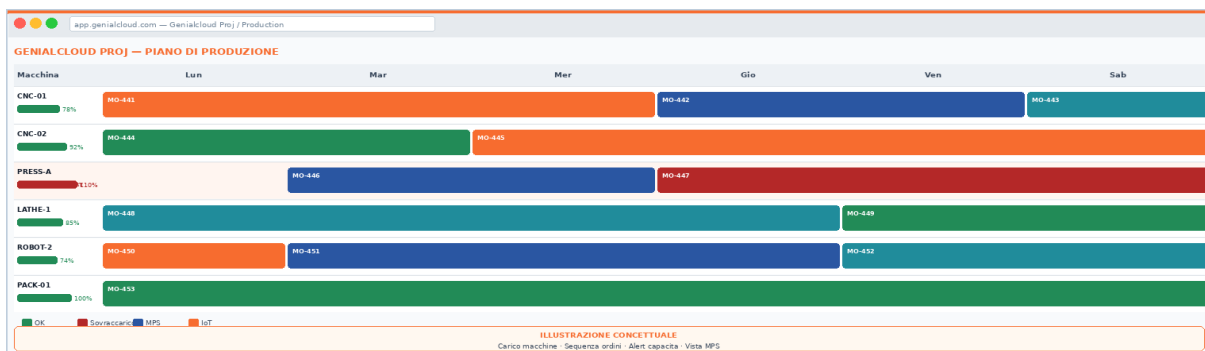 app.genialcloud.com — Genialcloud Proj / Production
GENIALCLOUD PROJ — PIANO DI PRODUZIONE
Macchina Lun Mar Mer Gio Ven Sab
CNC-01 MO-441 MO-442 MO-443
78%
CNC-02 MO-444 MO-445
92%
PRESS-A MO-446 MO-447
110%
LATHE-1 MO-448 MO-449
85%
ROBOT-2 MO-450 MO-451 MO-452
74%
PACK-01 MO-453
100%
OK Sovraccarico MPS IoT
ILLUSTRAZIONE CONCETTUALE
Carico macchine · Sequenza ordini · Alert capacita · Vista MPS